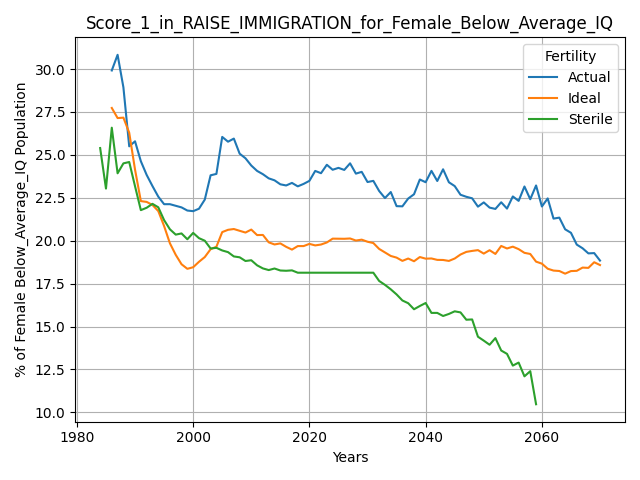 Score_1_in_RAISE_IMMIGRATION_for_Female_Below_Average_IQ
Fertility
Actual
Ideal
Sterile
% of Female Below_Average_IQ Population
30.0
27.5
25.0
22.5
20.0
17.5
15.0
12.5
10.0
1980
2000
2020
2040
2060
Years